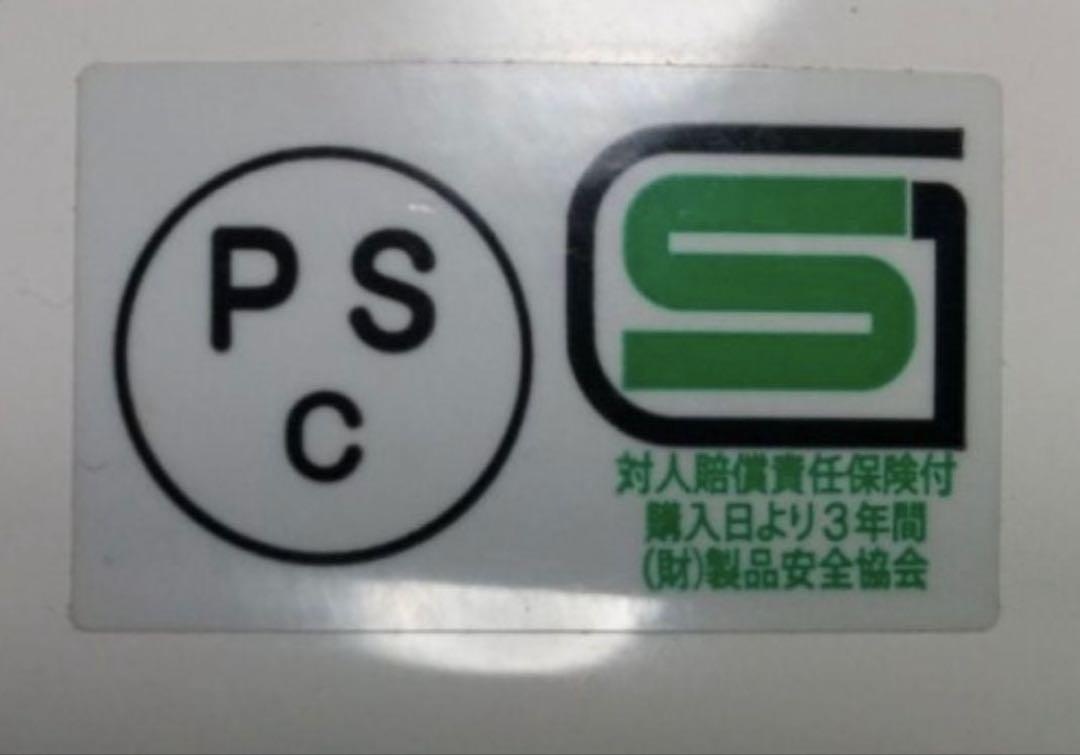 PS
C
SG
対人賠償責任保険付
購入日より3年間
(財)製品安全協会